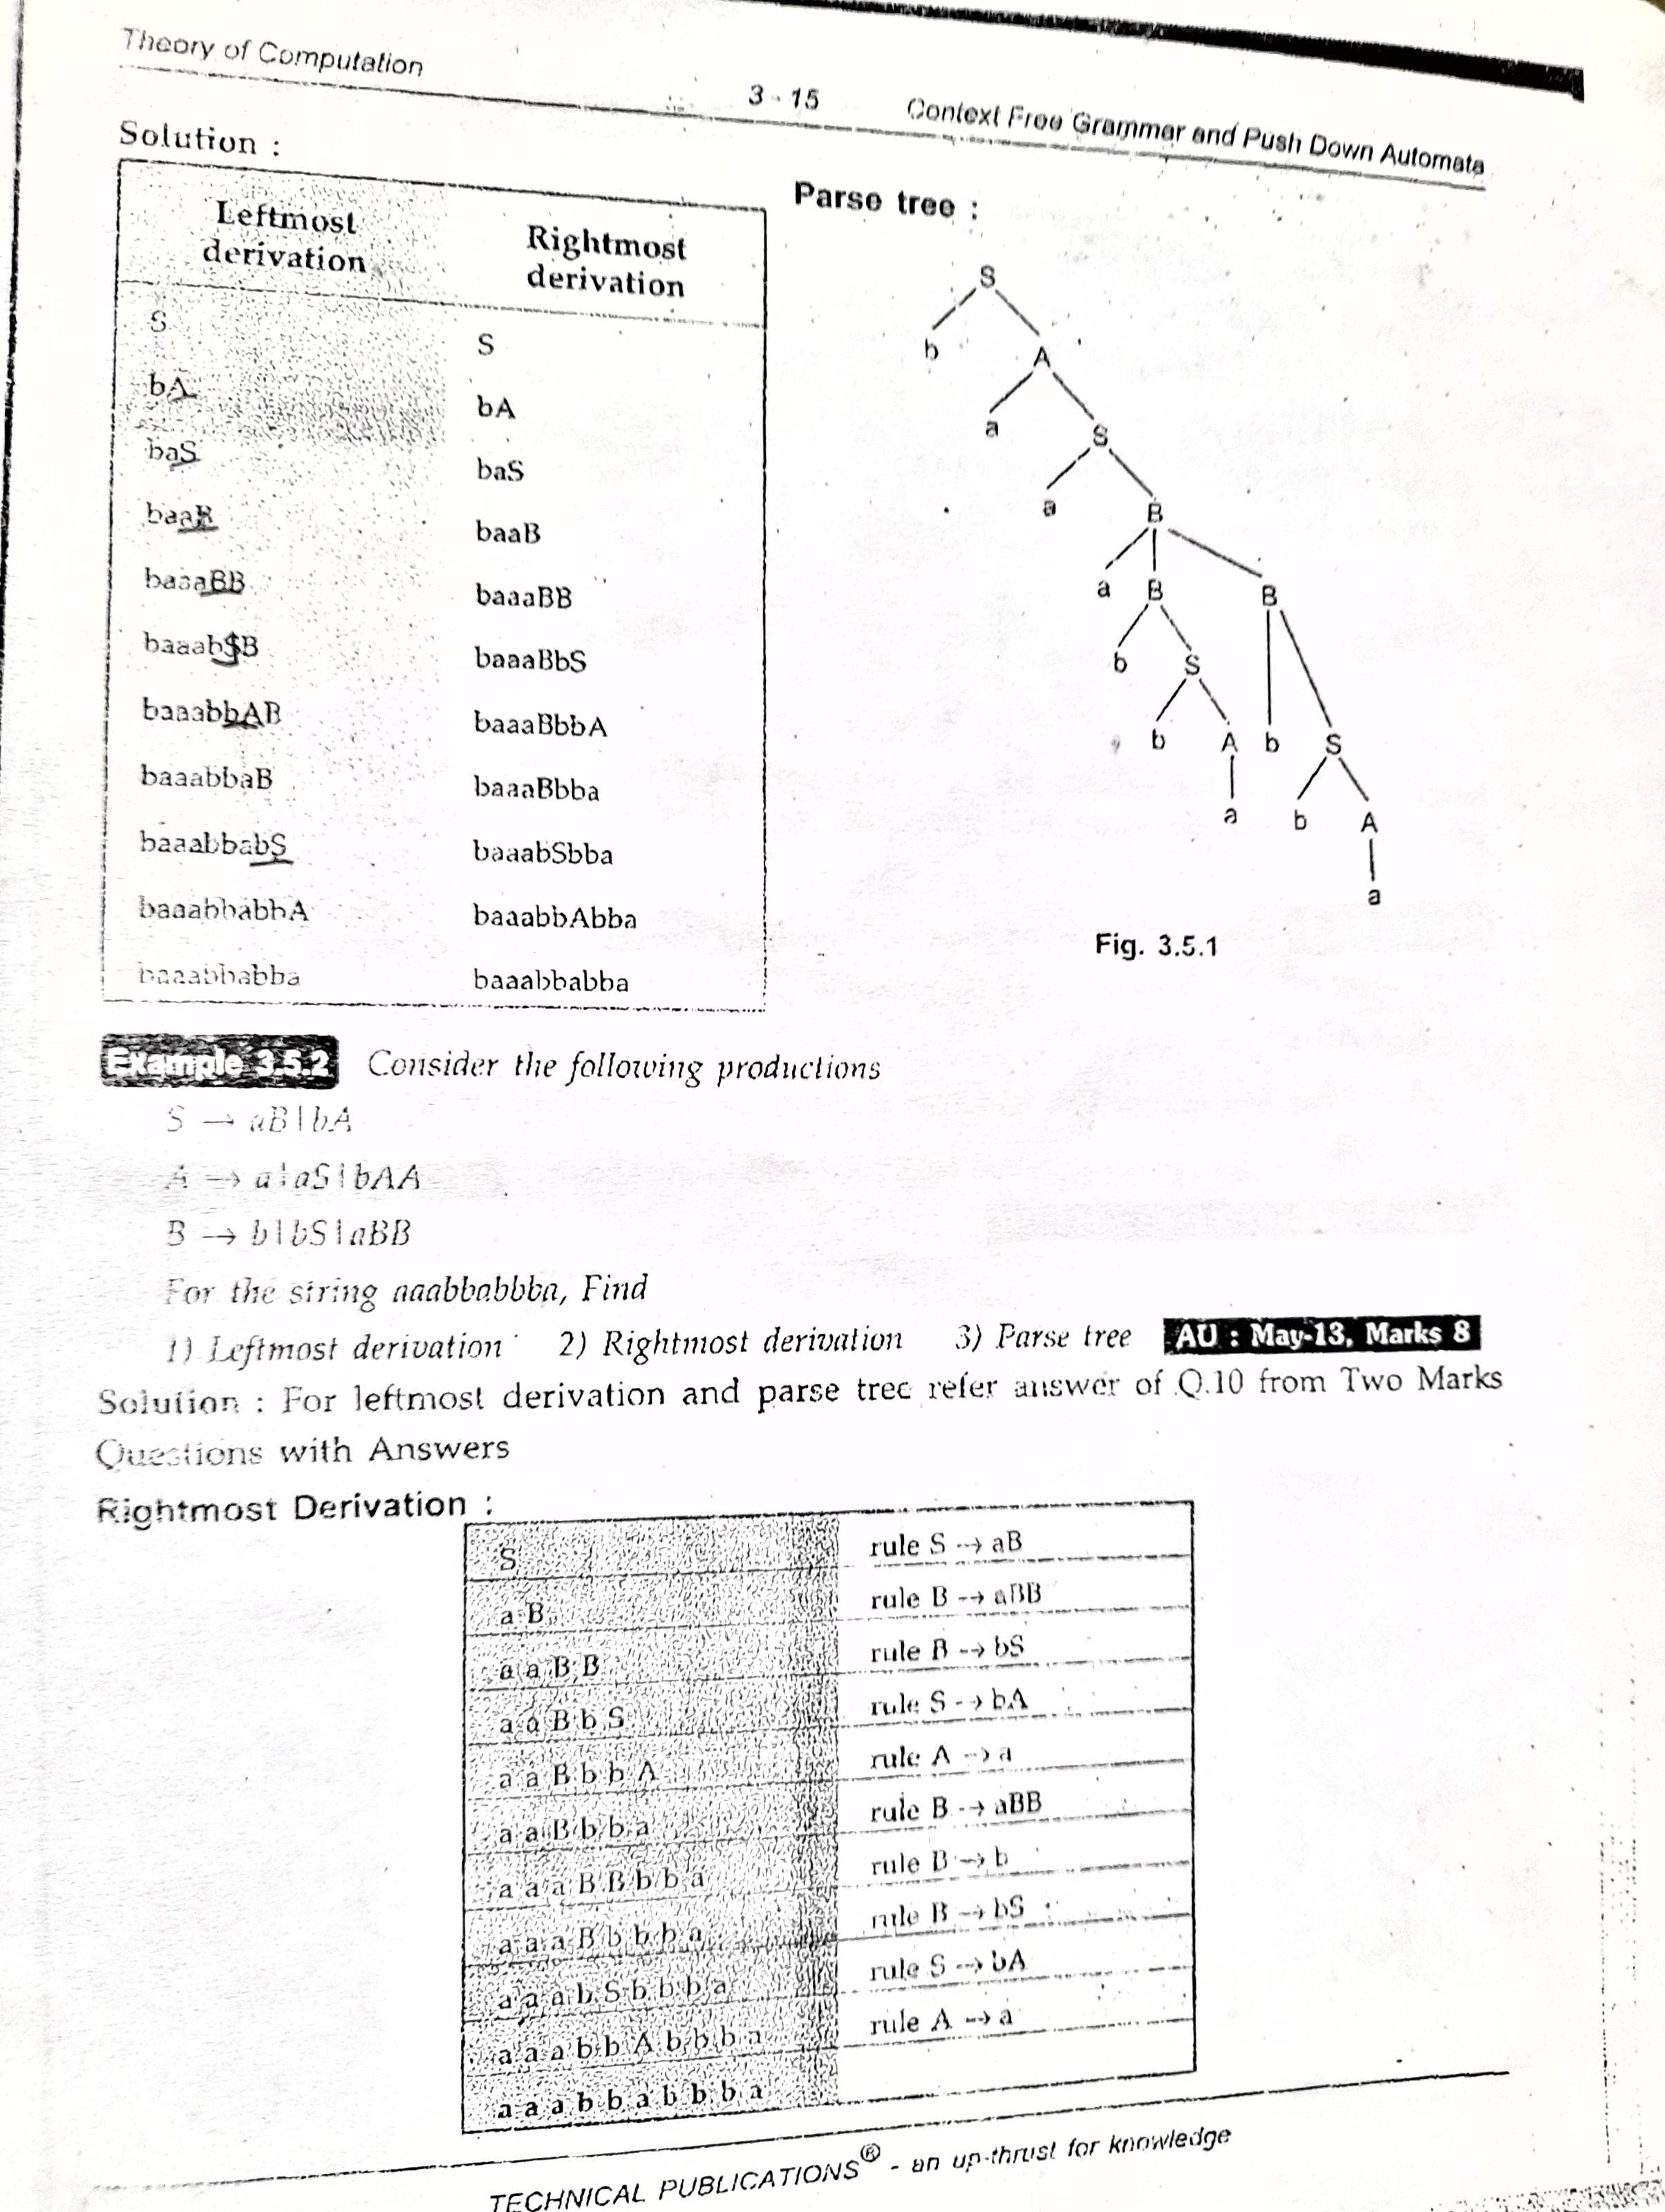 Theory of Computation
3 - 15
Context Free Grammar and Push Down Automata
Solution :
Leftmost derivation
Rightmost derivation
S
S
bA
bA
baS
baS
baaB
baaB
baaaBB
baaaBB
baaabSB
baaaBbS
baaabbAB
baaaBbbA
baaabbaB
baaaBbba
baaabbabS
baaabSbba
baaabbabbA
baaabbAbba
baaabbabba
baaabbabba
Parse tree :
S
b A
a S
a B
a B B
b S
b A b S
a b A
a
Fig. 3.5.1
Example 3.5.2 Consider the following productions
S → aB | bA
A → a | aS | bAA
B → b | bS | aBB
For the string aaabbabbba, Find
1) Leftmost derivation 2) Rightmost derivation 3) Parse tree AU : May-13, Marks 8
Solution : For leftmost derivation and parse tree refer answer of Q.10 from Two Marks
Questions with Answers
Rightmost Derivation :
S rule S → aB
a B rule B → aBB
a a B B rule B → bS
a a B b S rule S → bA
a a B b b A rule A → a
a a B b b a rule B → aBB
a a a B B b b a rule B → b
a a a B b b b a rule B → bS
a a a b S b b b a rule S → bA
a a a b b A b b b a rule A → a
a a a b b a b b b a
TECHNICAL PUBLICATIONS® - an up-thrust for knowledge